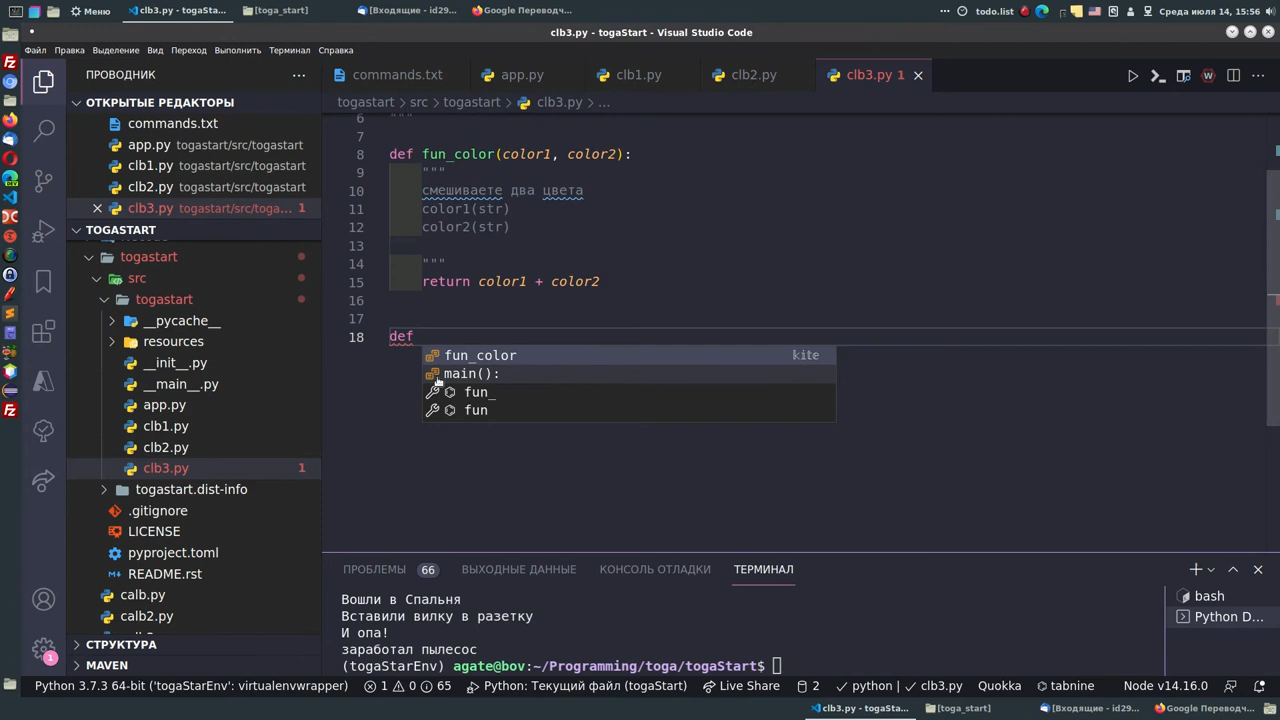 Меню
clb3.py - togaSta...
[toga_start]
[Входящие - id29...
Google Переводч...
...
todo.list
Среда июля 14, 15:56
clb3.py - togaStart - Visual Studio Code
Файл Правка Выделение Вид Переход Выполнить Терминал Справка
ПРОВОДНИК
commands.txt
app.py
clb1.py
clb2.py
clb3.py 1
ОТКРЫТЫЕ РЕДАКТОРЫ
commands.txt
app.py togastart/src/togastart
clb1.py togastart/src/togastart
clb2.py togastart/src/togastart
clb3.py togastart/src/toga... 1
TOGASTART
togastart
src
togastart
__pycache__
resources
__init__.py
__main__.py
app.py
clb1.py
clb2.py
clb3.py 1
togastart.dist-info
.gitignore
LICENSE
pyproject.toml
README.rst
calb.py
calb2.py
СТРУКТУРА
MAVEN
togastart > src > togastart > clb3.py > ...
6 """
7
8 def fun_color(color1, color2):
9 """
10 смешиваете два цвета
11 color1(str)
12 color2(str)
13
14 """
15 return color1 + color2
16
17
18 def
fun_color kite
main():
fun_
fun
ПРОБЛЕМЫ 66 ВЫХОДНЫЕ ДАННЫЕ КОНСОЛЬ ОТЛАДКИ ТЕРМИНАЛ
Вошли в Спальня
Вставили вилку в разетку
И опа!
заработал пылесос
(togaStarEnv) agate@bov:~/Programming/toga/togaStart$
bash
Python D...
1
Python 3.7.3 64-bit ('togaStarEnv': virtualenvwrapper) 1 0 65 Python: Текущий файл (togaStart) Live Share 2 python | clb3.py Quokka tabnine Node v14.16.0
clb3.py - togaSta...
[toga_start]
[Входящие - id29...
Google Переводч...